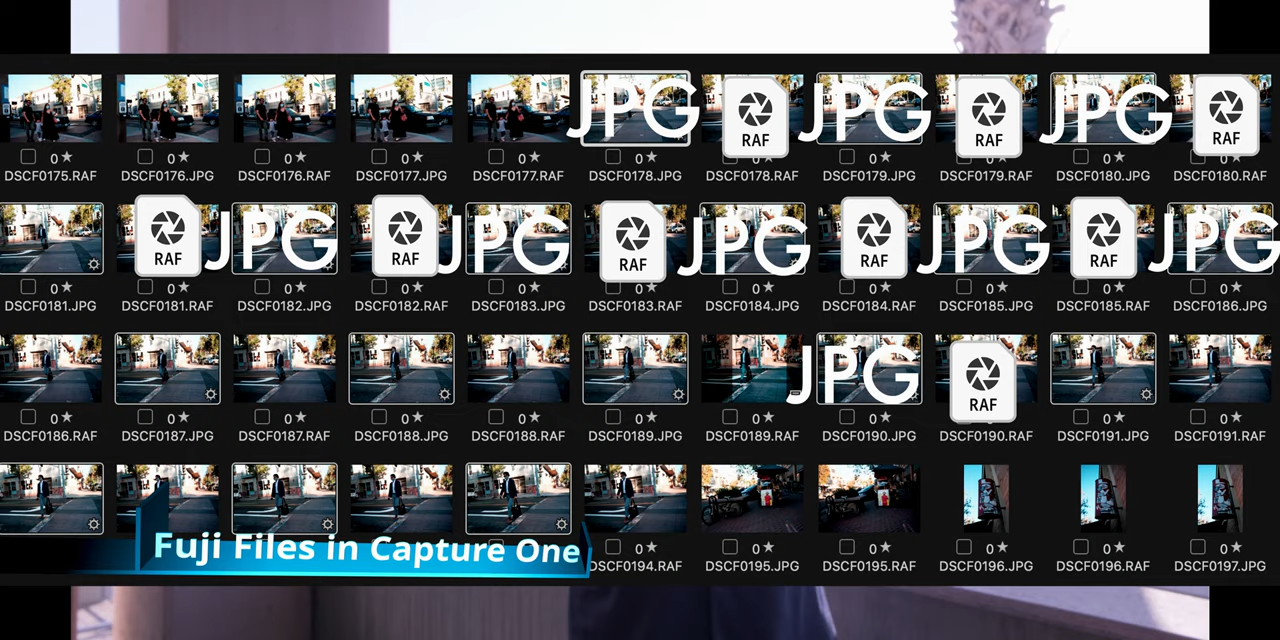 JPG RAF JPG RAF JPG RAF
0★ 0★ 0★ 0★ 0★ 0★ 0★ 0★ 0★ 0★ 0★
DSCF0175.RAF DSCF0176.JPG DSCF0176.RAF DSCF0177.JPG DSCF0177.RAF DSCF0178.JPG DSCF0178.RAF DSCF0179.JPG DSCF0179.RAF DSCF0180.JPG DSCF0180.RAF
RAF JPG RAF JPG RAF JPG RAF JPG RAF JPG
0★ 0★ 0★ 0★ 0★ 0★ 0★ 0★ 0★ 0★ 0★
DSCF0181.JPG DSCF0181.RAF DSCF0182.JPG DSCF0182.RAF DSCF0183.JPG DSCF0183.RAF DSCF0184.JPG DSCF0184.RAF DSCF0185.JPG DSCF0185.RAF DSCF0186.JPG
JPG RAF
0★ 0★ 0★ 0★ 0★ 0★ 0★ 0★ 0★ 0★ 0★
DSCF0186.RAF DSCF0187.JPG DSCF0187.RAF DSCF0188.JPG DSCF0188.RAF DSCF0189.JPG DSCF0189.RAF DSCF0190.JPG DSCF0190.RAF DSCF0191.JPG DSCF0191.RAF
Fuji Files in Capture One
0★ 0★ 0★ 0★ 0★ 0★
DSCF0194.RAF DSCF0195.JPG DSCF0195.RAF DSCF0196.JPG DSCF0196.RAF DSCF0197.JPG